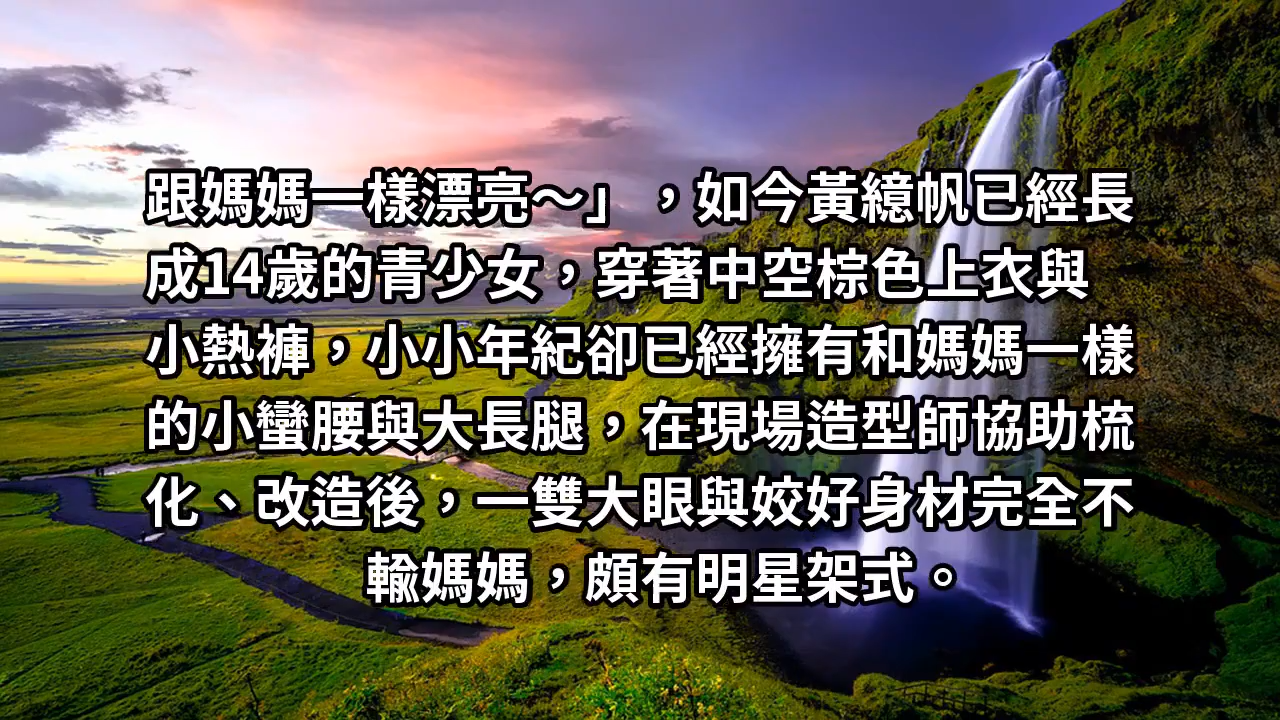 跟媽媽一樣漂亮～」，如今黃繶帆已經長
成14歲的青少女，穿著中空棕色上衣與
小熱褲，小小年紀卻已經擁有和媽媽一樣
的小蠻腰與大長腿，在現場造型師協助梳
化、改造後，一雙大眼與姣好身材完全不
輸媽媽，頗有明星架式。